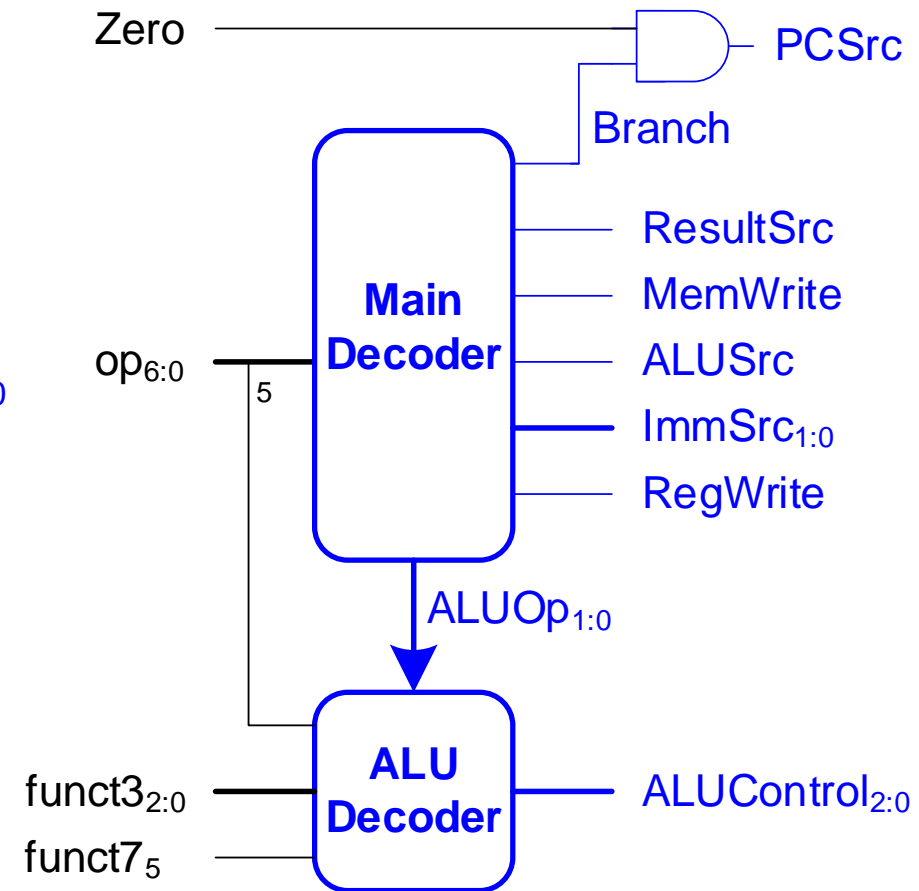 Zero
PCSrc
Branch
ResultSrc
MemWrite
Main
Decoder
ALUSrc
op6:0
5
0
ImmSrc1:0
RegWrite
ALUOp1:0
ALU
Decoder
funct32:0
ALUControl2:0
funct75